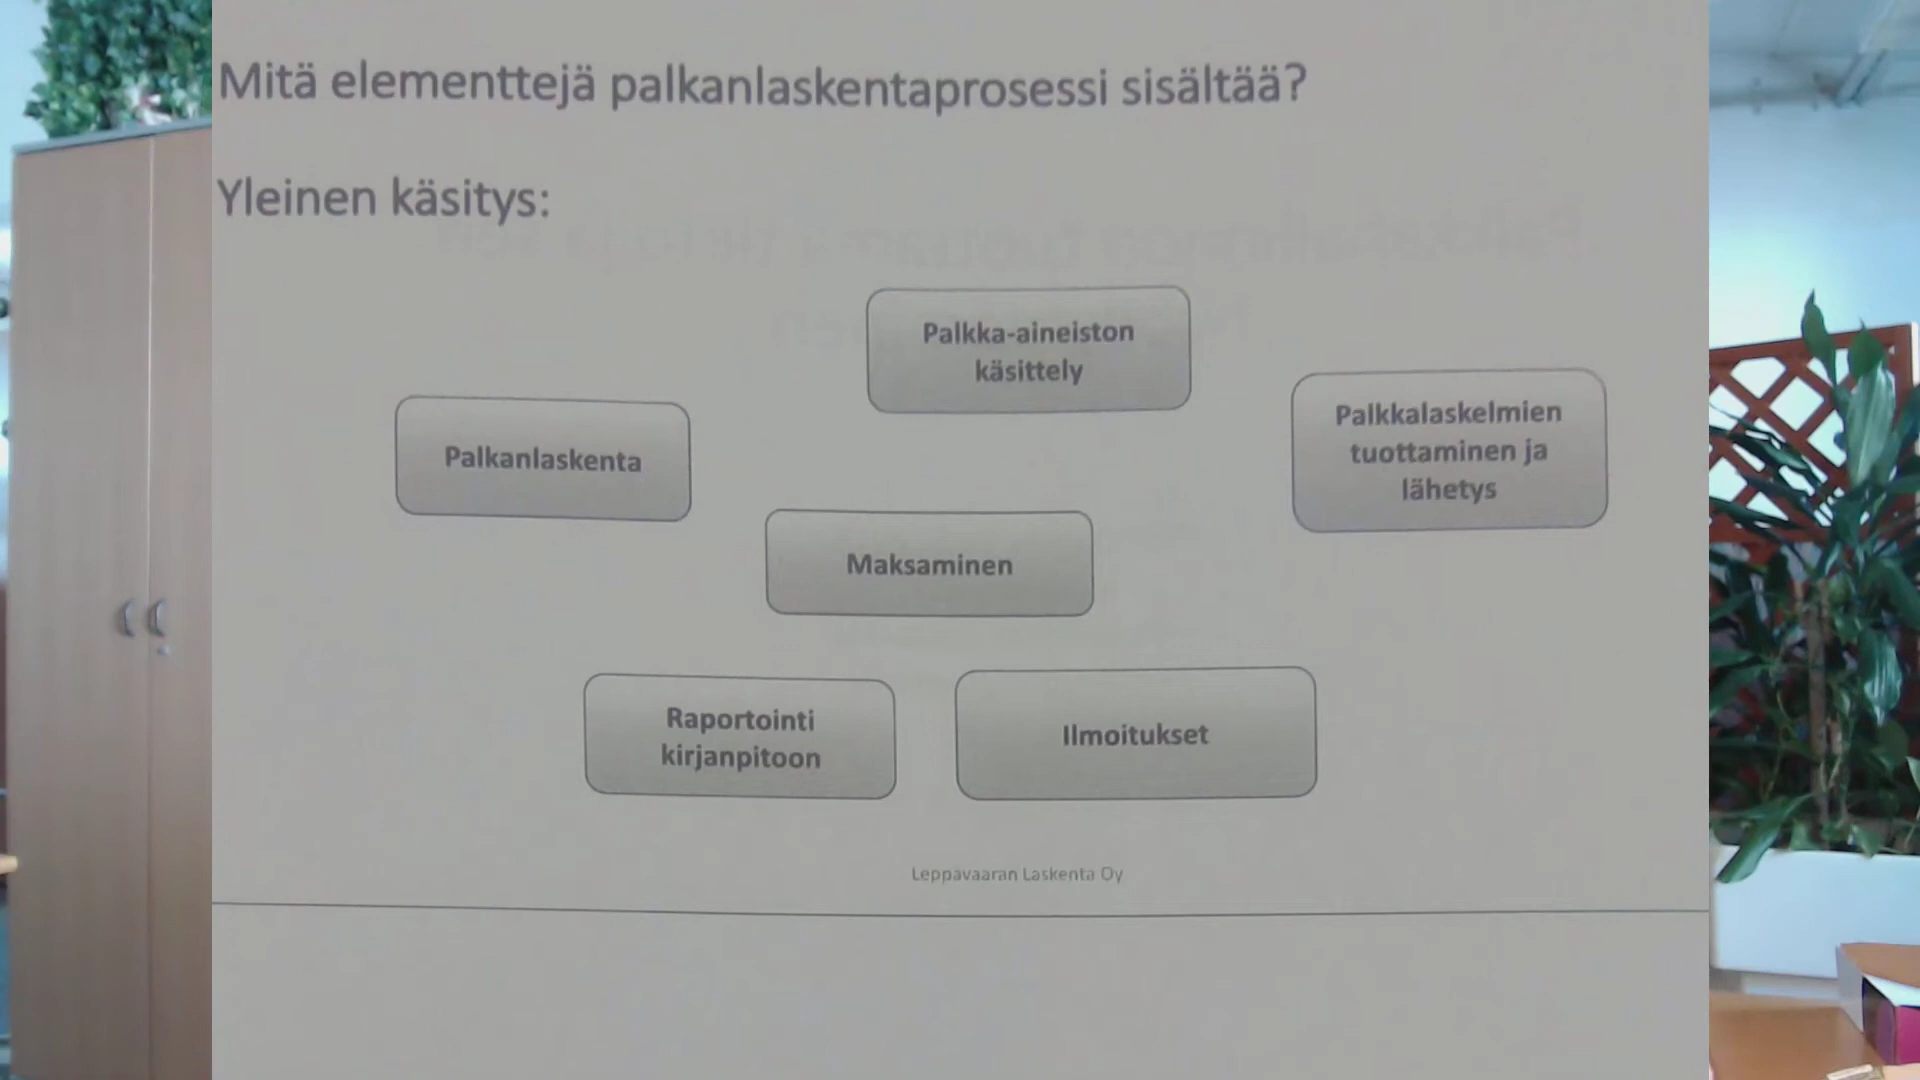 Mitä elementtejä palkanlaskentaprosessi sisältää?
Yleinen käsitys:
Palkka-aineiston
käsittely
Palkanlaskenta
Palkkalaskelmien
tuottaminen ja
lähetys
Maksaminen
Raportointi
kirjanpitoon
Ilmoitukset
Leppavaaran Laskenta Oy